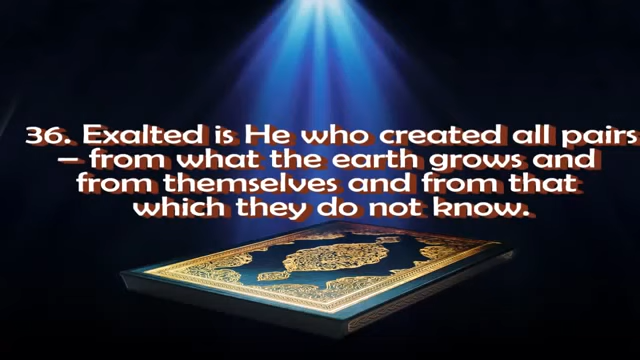 36. Exalted is He who created all pairs
– from what the earth grows and
from themselves and from that
which they do not know.